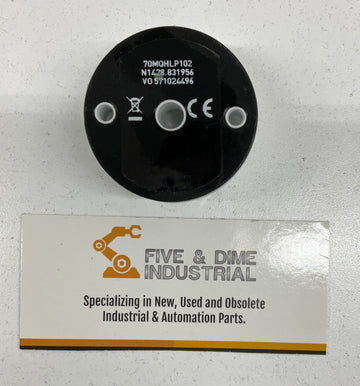 70MQHLP102
N1428.831956
VO 571024496
CE
FIVE & DIME
INDUSTRIAL
Specializing in New, Used and Obsolete
Industrial & Automation Parts.